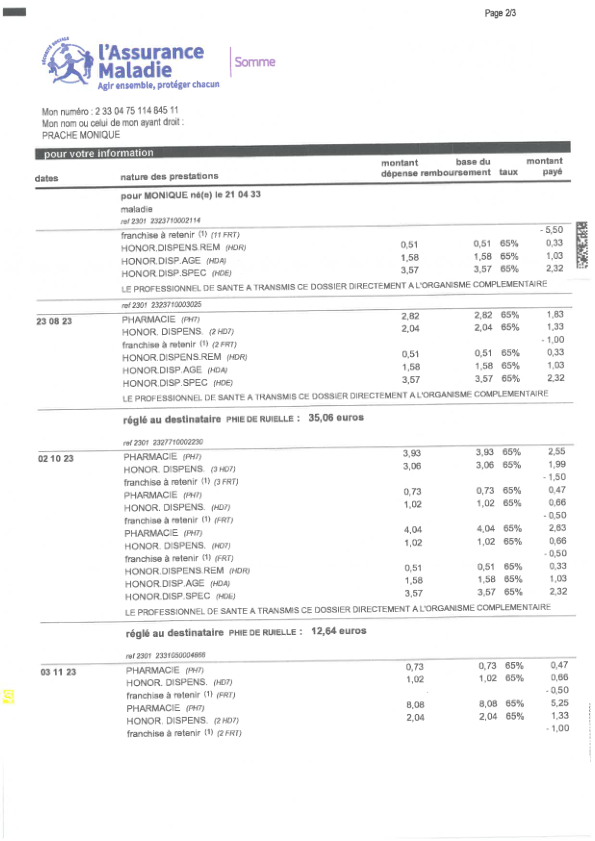 Page 2/3
SÉCURITÉ SOCIALE
l'Assurance
Maladie
Agir ensemble, protéger chacun
Somme
Mon numéro : 2 33 04 75 114 845 11
Mon nom ou celui de mon ayant droit :
PRACHE MONIQUE
pour votre information
dates nature des prestations montant dépense base du remboursement taux montant payé
pour MONIQUE né(e) le 21 04 33
maladie
ref 2301 2323710002114
franchise à retenir (1) (11 FRT) - 5,50
HONOR.DISPENS.REM (HDR) 0,51 0,51 65% 0,33
HONOR.DISP.AGE (HDA) 1,58 1,58 65% 1,03
HONOR.DISP.SPEC (HDE) 3,57 3,57 65% 2,32
LE PROFESSIONNEL DE SANTE A TRANSMIS CE DOSSIER DIRECTEMENT A L'ORGANISME COMPLEMENTAIRE
ref 2301 2323710003025
23 08 23 PHARMACIE (PH7) 2,82 2,82 65% 1,83
HONOR. DISPENS. (2 HD7) 2,04 2,04 65% 1,33
franchise à retenir (1) (2 FRT) - 1,00
HONOR.DISPENS.REM (HDR) 0,51 0,51 65% 0,33
HONOR.DISP.AGE (HDA) 1,58 1,58 65% 1,03
HONOR.DISP.SPEC (HDE) 3,57 3,57 65% 2,32
LE PROFESSIONNEL DE SANTE A TRANSMIS CE DOSSIER DIRECTEMENT A L'ORGANISME COMPLEMENTAIRE
réglé au destinataire PHIE DE RUIELLE : 35,06 euros
ref 2301 2327710002230
02 10 23 PHARMACIE (PH7) 3,93 3,93 65% 2,55
HONOR. DISPENS. (3 HD7) 3,06 3,06 65% 1,99
franchise à retenir (1) (3 FRT) - 1,50
PHARMACIE (PH7) 0,73 0,73 65% 0,47
HONOR. DISPENS. (HD7) 1,02 1,02 65% 0,66
franchise à retenir (1) (FRT) - 0,50
PHARMACIE (PH7) 4,04 4,04 65% 2,63
HONOR. DISPENS. (HD7) 1,02 1,02 65% 0,66
franchise à retenir (1) (FRT) - 0,50
HONOR.DISPENS.REM (HDR) 0,51 0,51 65% 0,33
HONOR.DISP.AGE (HDA) 1,58 1,58 65% 1,03
HONOR.DISP.SPEC (HDE) 3,57 3,57 65% 2,32
LE PROFESSIONNEL DE SANTE A TRANSMIS CE DOSSIER DIRECTEMENT A L'ORGANISME COMPLEMENTAIRE
réglé au destinataire PHIE DE RUIELLE : 12,64 euros
ref 2301 2331050004866
03 11 23 PHARMACIE (PH7) 0,73 0,73 65% 0,47
HONOR. DISPENS. (HD7) 1,02 1,02 65% 0,66
franchise à retenir (1) (FRT) - 0,50
PHARMACIE (PH7) 8,08 8,08 65% 5,25
HONOR. DISPENS. (2 HD7) 2,04 2,04 65% 1,33
franchise à retenir (1) (2 FRT) - 1,00